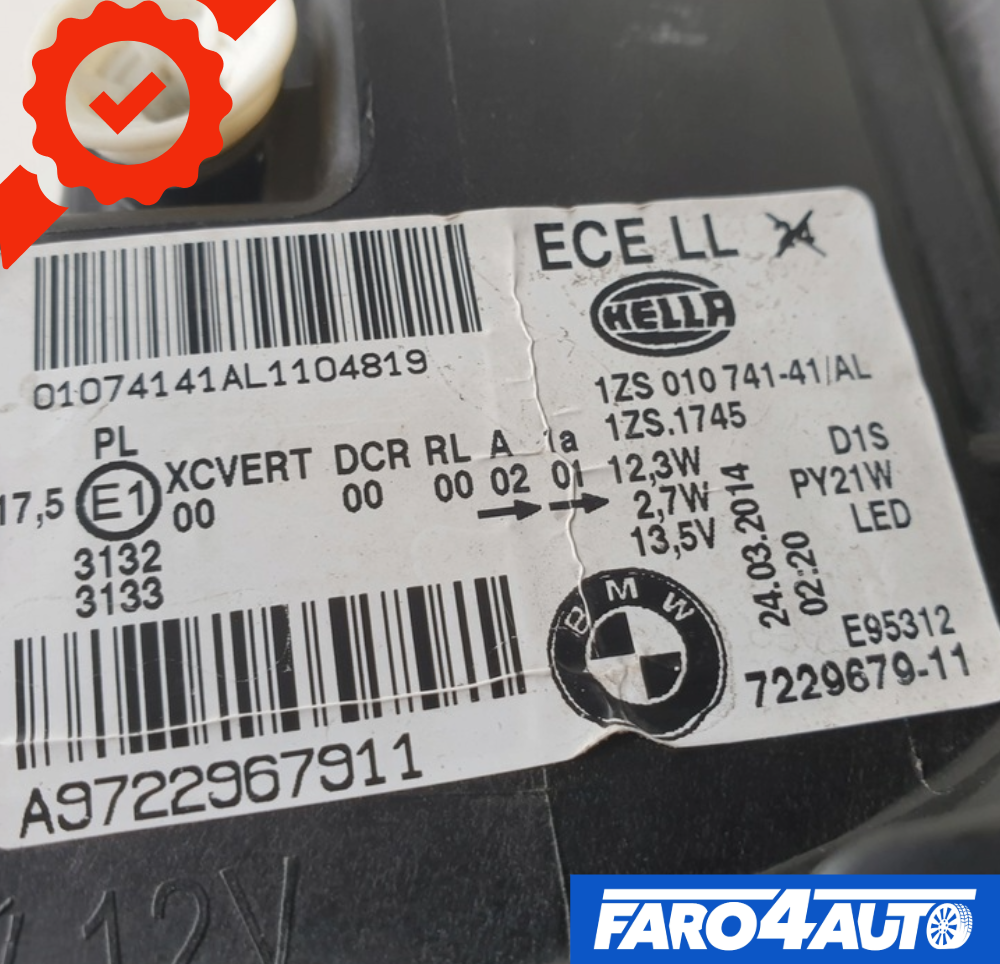 ECE LL 24
HELLA
01074141AL1104819
1ZS 010 741-41/AL
1ZS.1745
PL
17,5 E1 XCVERT DCR RL A 1a
00 00 00 02 01
3132
3133
12,3W
2,7W
13,5V
24.03.2014
02:20
D1S
PY21W
LED
BMW
E95312
7229679-11
A9722967911
12V
FARO4AUTO